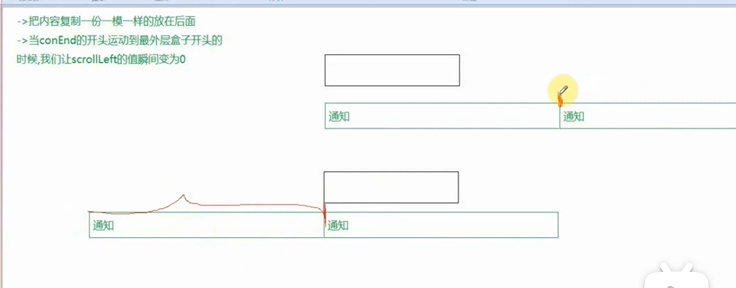 ->把内容复制一份一模一样的放在后面
->当conEnd的开头运动到最外层盒子开头的
时候,我们让scrollLeft的值瞬间变为0
通知
通知
通知
通知